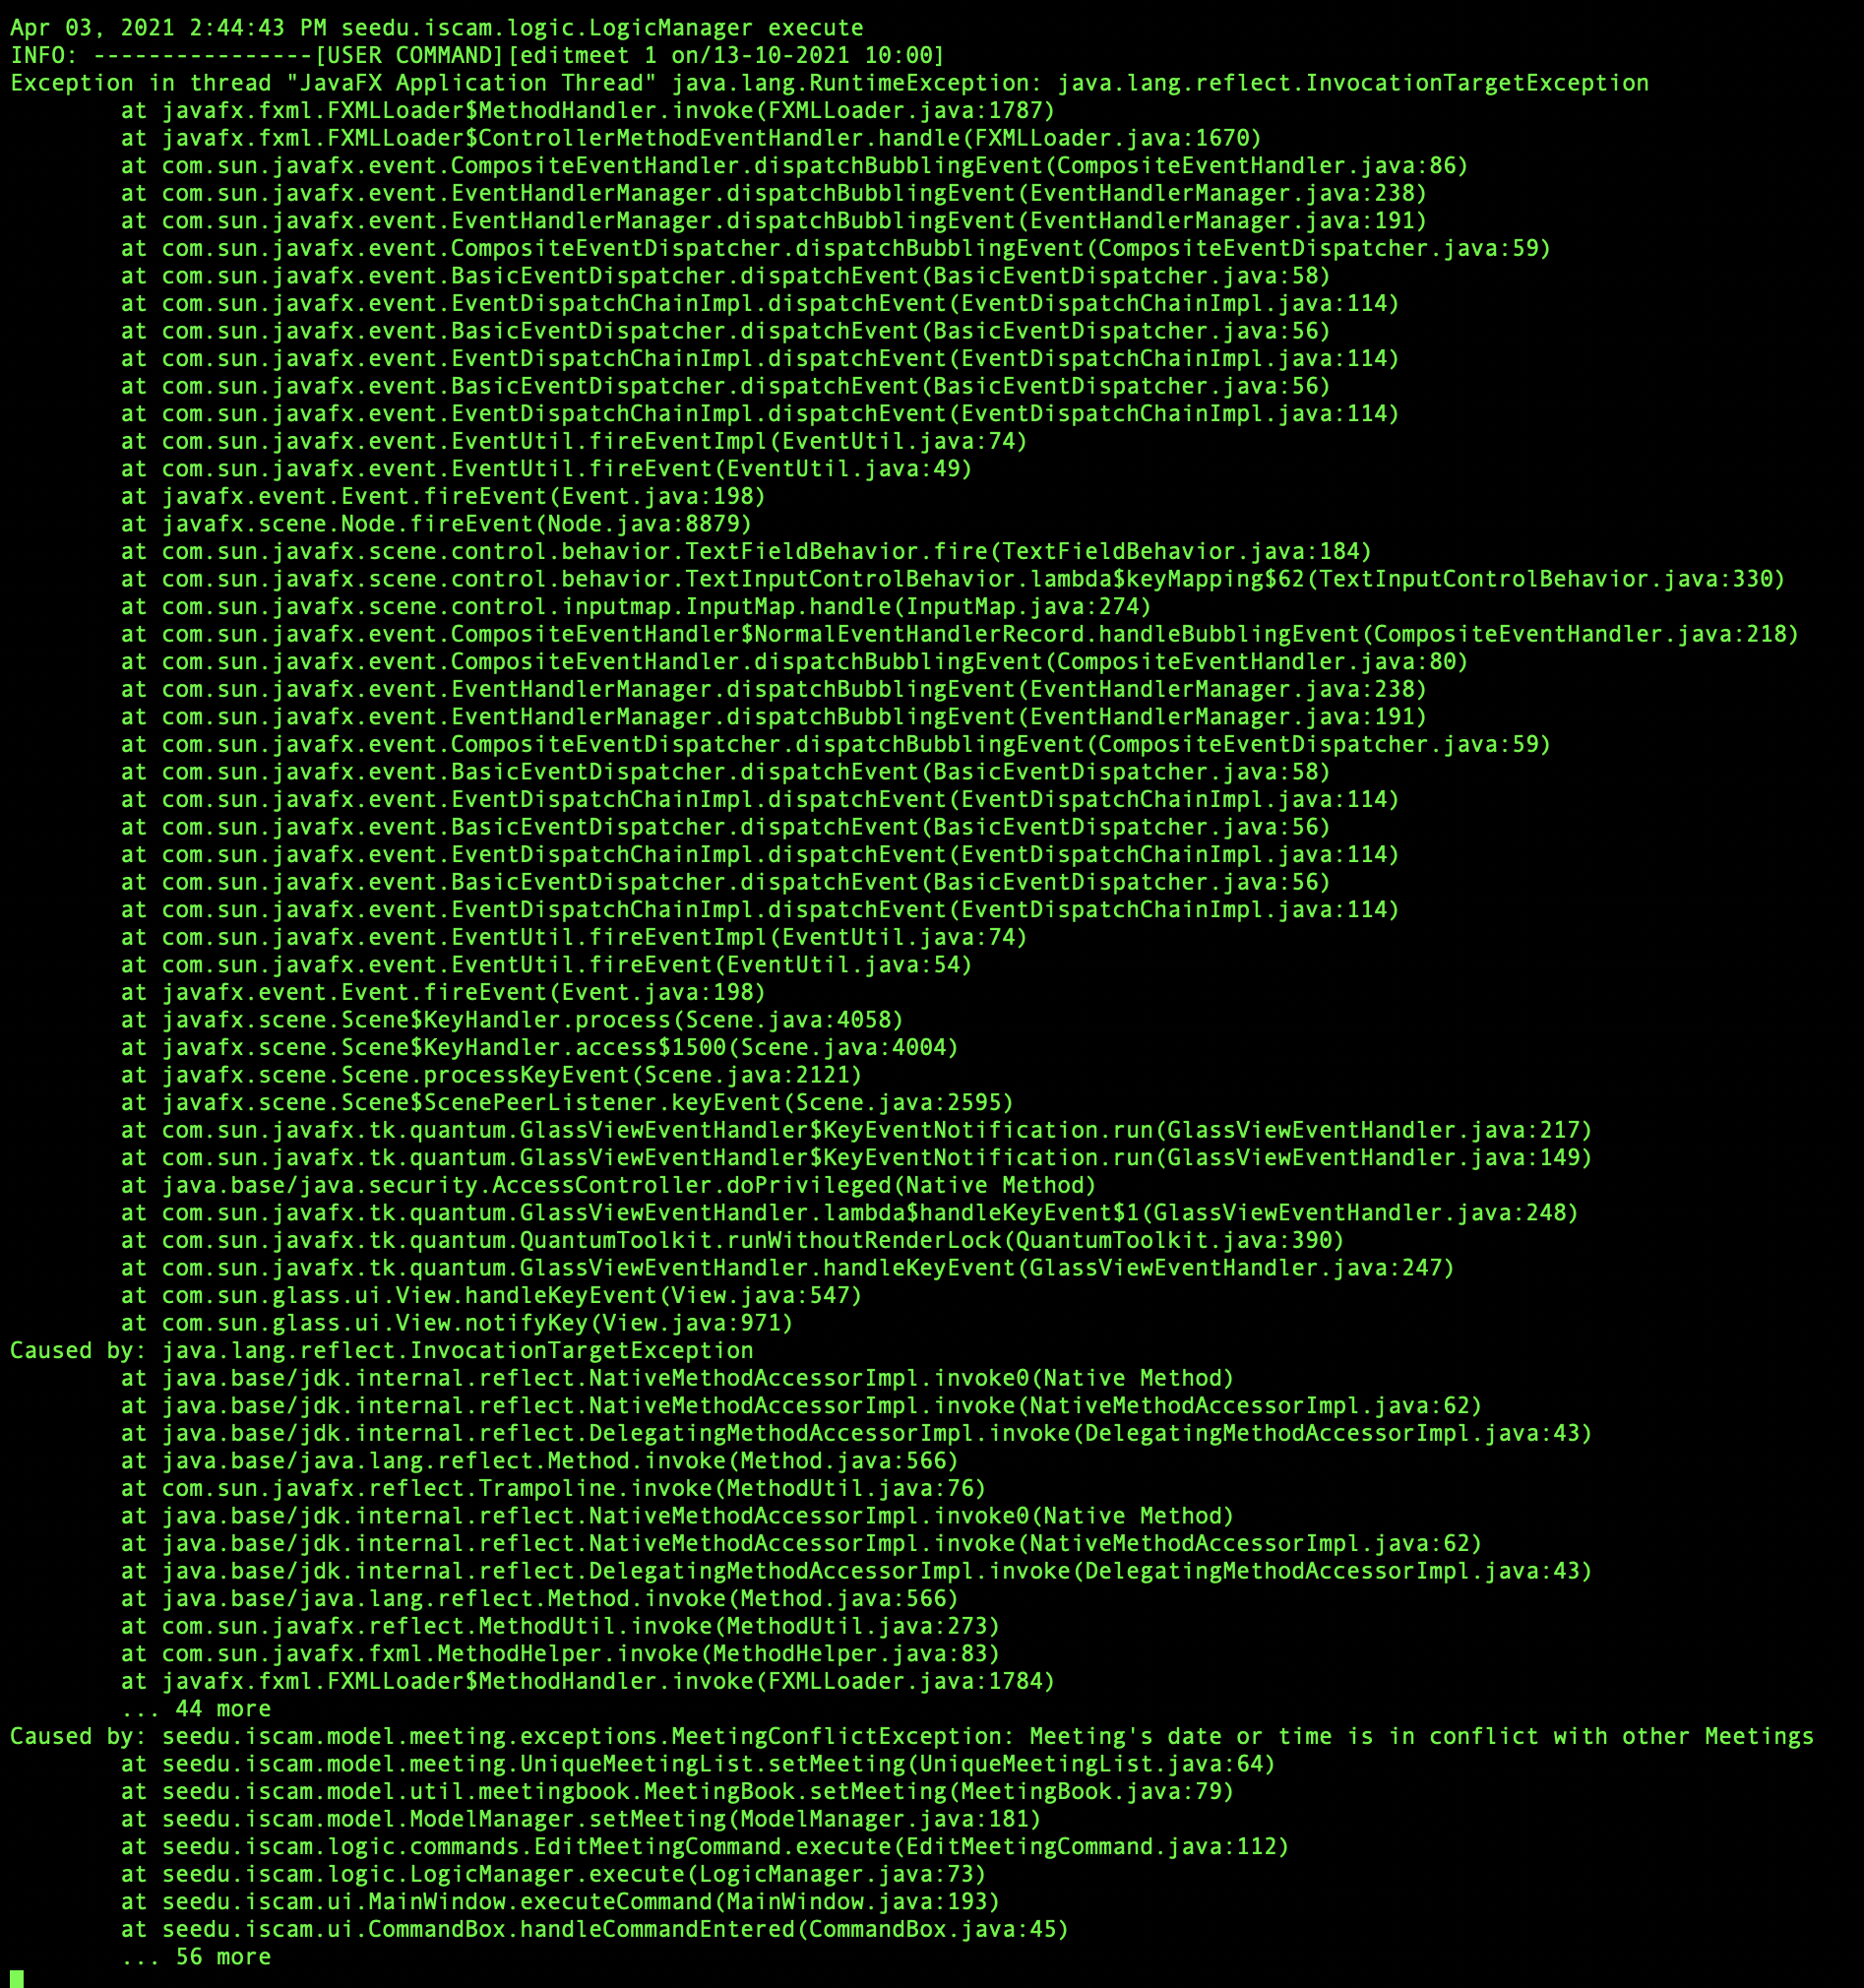 Apr 03, 2021 2:44:43 PM seedu.iscam.logic.LogicManager execute
INFO: ----------------[USER COMMAND][editmeet 1 on/13-10-2021 10:00]
Exception in thread "JavaFX Application Thread" java.lang.RuntimeException: java.lang.reflect.InvocationTargetException
        at javafx.fxml.FXMLLoader$MethodHandler.invoke(FXMLLoader.java:1787)
        at javafx.fxml.FXMLLoader$ControllerMethodEventHandler.handle(FXMLLoader.java:1670)
        at com.sun.javafx.event.CompositeEventHandler.dispatchBubblingEvent(CompositeEventHandler.java:86)
        at com.sun.javafx.event.EventHandlerManager.dispatchBubblingEvent(EventHandlerManager.java:238)
        at com.sun.javafx.event.EventHandlerManager.dispatchBubblingEvent(EventHandlerManager.java:191)
        at com.sun.javafx.event.CompositeEventDispatcher.dispatchBubblingEvent(CompositeEventDispatcher.java:59)
        at com.sun.javafx.event.BasicEventDispatcher.dispatchEvent(BasicEventDispatcher.java:58)
        at com.sun.javafx.event.EventDispatchChainImpl.dispatchEvent(EventDispatchChainImpl.java:114)
        at com.sun.javafx.event.BasicEventDispatcher.dispatchEvent(BasicEventDispatcher.java:56)
        at com.sun.javafx.event.EventDispatchChainImpl.dispatchEvent(EventDispatchChainImpl.java:114)
        at com.sun.javafx.event.BasicEventDispatcher.dispatchEvent(BasicEventDispatcher.java:56)
        at com.sun.javafx.event.EventDispatchChainImpl.dispatchEvent(EventDispatchChainImpl.java:114)
        at com.sun.javafx.event.EventUtil.fireEventImpl(EventUtil.java:74)
        at com.sun.javafx.event.EventUtil.fireEvent(EventUtil.java:49)
        at javafx.event.Event.fireEvent(Event.java:198)
        at javafx.scene.Node.fireEvent(Node.java:8879)
        at com.sun.javafx.scene.control.behavior.TextFieldBehavior.fire(TextFieldBehavior.java:184)
        at com.sun.javafx.scene.control.behavior.TextInputControlBehavior.lambda$keyMapping$62(TextInputControlBehavior.java:330)
        at com.sun.javafx.scene.control.inputmap.InputMap.handle(InputMap.java:274)
        at com.sun.javafx.event.CompositeEventHandler$NormalEventHandlerRecord.handleBubblingEvent(CompositeEventHandler.java:218)
        at com.sun.javafx.event.CompositeEventHandler.dispatchBubblingEvent(CompositeEventHandler.java:80)
        at com.sun.javafx.event.EventHandlerManager.dispatchBubblingEvent(EventHandlerManager.java:238)
        at com.sun.javafx.event.EventHandlerManager.dispatchBubblingEvent(EventHandlerManager.java:191)
        at com.sun.javafx.event.CompositeEventDispatcher.dispatchBubblingEvent(CompositeEventDispatcher.java:59)
        at com.sun.javafx.event.BasicEventDispatcher.dispatchEvent(BasicEventDispatcher.java:58)
        at com.sun.javafx.event.EventDispatchChainImpl.dispatchEvent(EventDispatchChainImpl.java:114)
        at com.sun.javafx.event.BasicEventDispatcher.dispatchEvent(BasicEventDispatcher.java:56)
        at com.sun.javafx.event.EventDispatchChainImpl.dispatchEvent(EventDispatchChainImpl.java:114)
        at com.sun.javafx.event.BasicEventDispatcher.dispatchEvent(BasicEventDispatcher.java:56)
        at com.sun.javafx.event.EventDispatchChainImpl.dispatchEvent(EventDispatchChainImpl.java:114)
        at com.sun.javafx.event.EventUtil.fireEventImpl(EventUtil.java:74)
        at com.sun.javafx.event.EventUtil.fireEvent(EventUtil.java:54)
        at javafx.event.Event.fireEvent(Event.java:198)
        at javafx.scene.Scene$KeyHandler.process(Scene.java:4058)
        at javafx.scene.Scene$KeyHandler.access$1500(Scene.java:4004)
        at javafx.scene.Scene.processKeyEvent(Scene.java:2121)
        at javafx.scene.Scene$ScenePeerListener.keyEvent(Scene.java:2595)
        at com.sun.javafx.tk.quantum.GlassViewEventHandler$KeyEventNotification.run(GlassViewEventHandler.java:217)
        at com.sun.javafx.tk.quantum.GlassViewEventHandler$KeyEventNotification.run(GlassViewEventHandler.java:149)
        at java.base/java.security.AccessController.doPrivileged(Native Method)
        at com.sun.javafx.tk.quantum.GlassViewEventHandler.lambda$handleKeyEvent$1(GlassViewEventHandler.java:248)
        at com.sun.javafx.tk.quantum.QuantumToolkit.runWithoutRenderLock(QuantumToolkit.java:390)
        at com.sun.javafx.tk.quantum.GlassViewEventHandler.handleKeyEvent(GlassViewEventHandler.java:247)
        at com.sun.glass.ui.View.handleKeyEvent(View.java:547)
        at com.sun.glass.ui.View.notifyKey(View.java:971)
Caused by: java.lang.reflect.InvocationTargetException
        at java.base/jdk.internal.reflect.NativeMethodAccessorImpl.invoke0(Native Method)
        at java.base/jdk.internal.reflect.NativeMethodAccessorImpl.invoke(NativeMethodAccessorImpl.java:62)
        at java.base/jdk.internal.reflect.DelegatingMethodAccessorImpl.invoke(DelegatingMethodAccessorImpl.java:43)
        at java.base/java.lang.reflect.Method.invoke(Method.java:566)
        at com.sun.javafx.reflect.Trampoline.invoke(MethodUtil.java:76)
        at java.base/jdk.internal.reflect.NativeMethodAccessorImpl.invoke0(Native Method)
        at java.base/jdk.internal.reflect.NativeMethodAccessorImpl.invoke(NativeMethodAccessorImpl.java:62)
        at java.base/jdk.internal.reflect.DelegatingMethodAccessorImpl.invoke(DelegatingMethodAccessorImpl.java:43)
        at java.base/java.lang.reflect.Method.invoke(Method.java:566)
        at com.sun.javafx.reflect.MethodUtil.invoke(MethodUtil.java:273)
        at com.sun.javafx.fxml.MethodHelper.invoke(MethodHelper.java:83)
        at javafx.fxml.FXMLLoader$MethodHandler.invoke(FXMLLoader.java:1784)
        ... 44 more
Caused by: seedu.iscam.model.meeting.exceptions.MeetingConflictException: Meeting's date or time is in conflict with other Meetings
        at seedu.iscam.model.meeting.UniqueMeetingList.setMeeting(UniqueMeetingList.java:64)
        at seedu.iscam.model.util.meetingbook.MeetingBook.setMeeting(MeetingBook.java:79)
        at seedu.iscam.model.ModelManager.setMeeting(ModelManager.java:181)
        at seedu.iscam.logic.commands.EditMeetingCommand.execute(EditMeetingCommand.java:112)
        at seedu.iscam.logic.LogicManager.execute(LogicManager.java:73)
        at seedu.iscam.ui.MainWindow.executeCommand(MainWindow.java:193)
        at seedu.iscam.ui.CommandBox.handleCommandEntered(CommandBox.java:45)
        ... 56 more